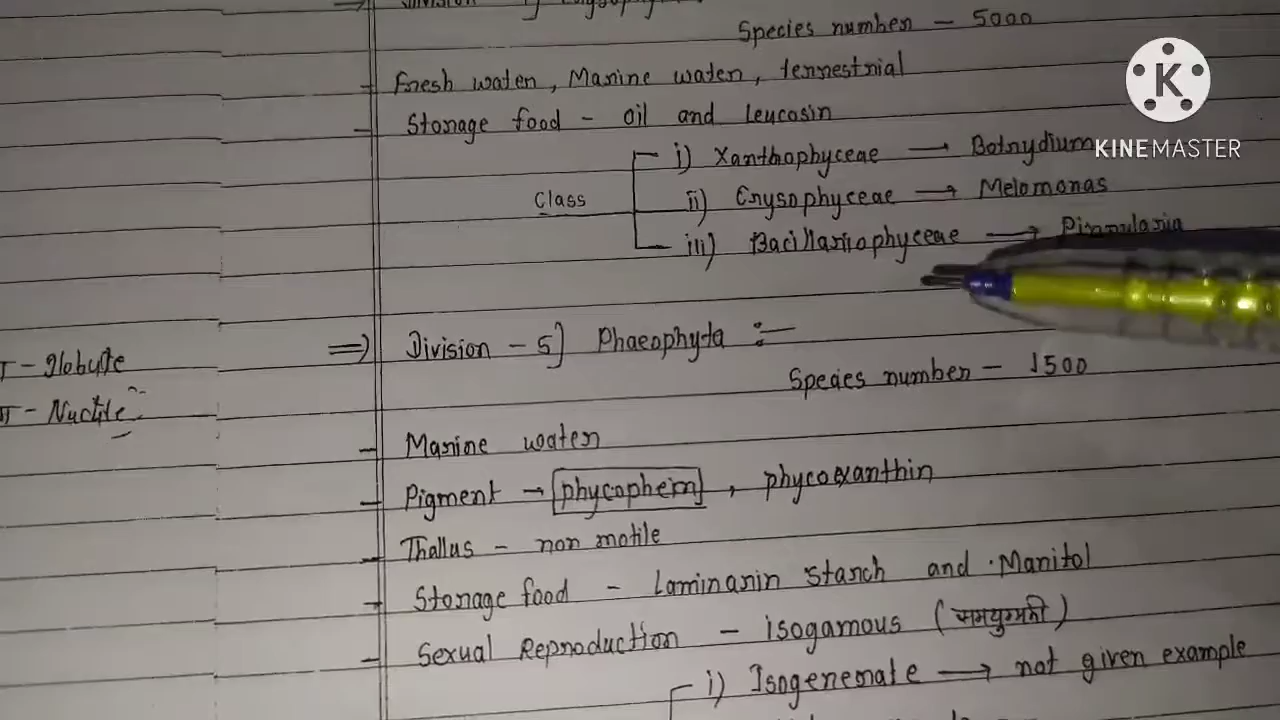 Species number - 5000
- Fresh water, Marine water, terrestrial
- Storage food - oil and leucosin
Class
i) Xanthophyceae → Botrydium
ii) Crysophyceae → Melomonas
iii) Bacillariophyceae → Pinnularia
K
KINEMASTER
⇒ Division - 5] Phaeophyta :-
Species number - 1500
I - globule
II - Nuctile
- Marine water
- Pigment → phycophein, phycoxanthin
- Thallus - non motile
- Storage food - Laminarin starch and Manitol
- Sexual Reproduction - isogamous (समयुग्मकी)
i) Isogenerate → not given example